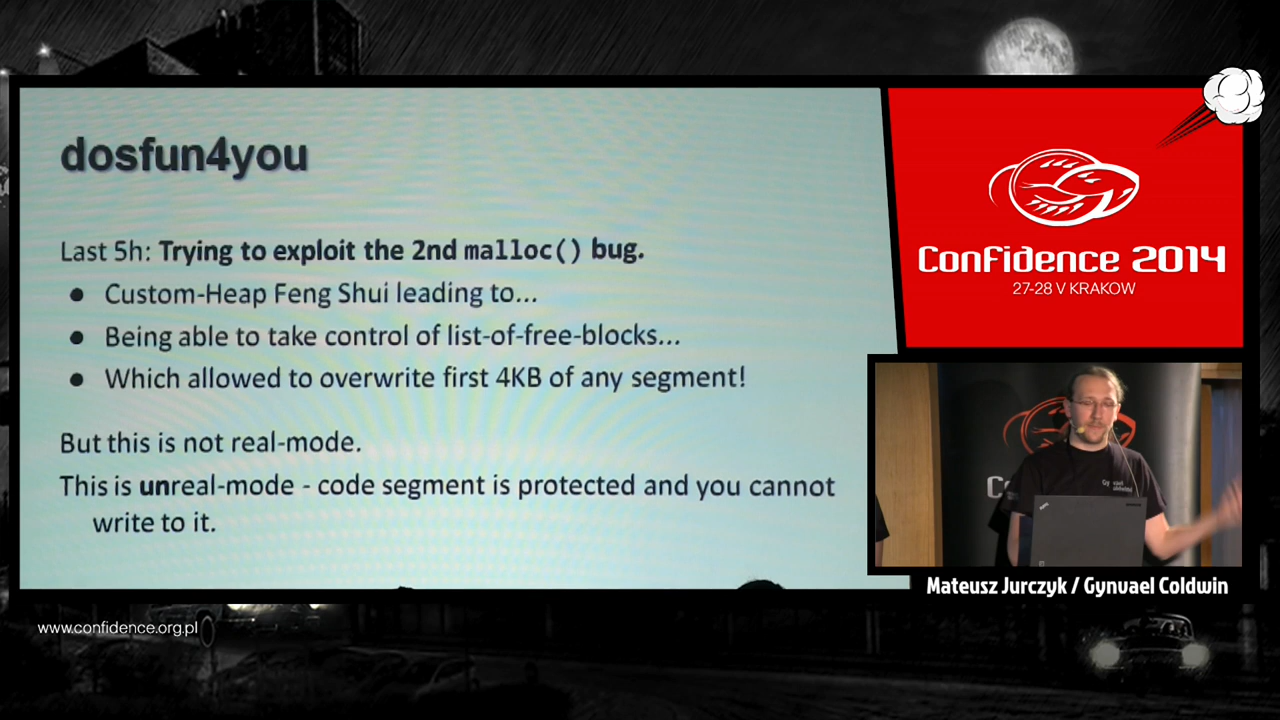 dosfun4you
Last 5h: Trying to exploit the 2nd malloc() bug.
● Custom-Heap Feng Shui leading to...
● Being able to take control of list-of-free-blocks...
● Which allowed to overwrite first 4KB of any segment!
But this is not real-mode.
This is unreal-mode - code segment is protected and you cannot
write to it.
Confidence 2014
27-28 V KRAKOW
Mateusz Jurczyk / Gynvael Coldwin
www.confidence.org.pl